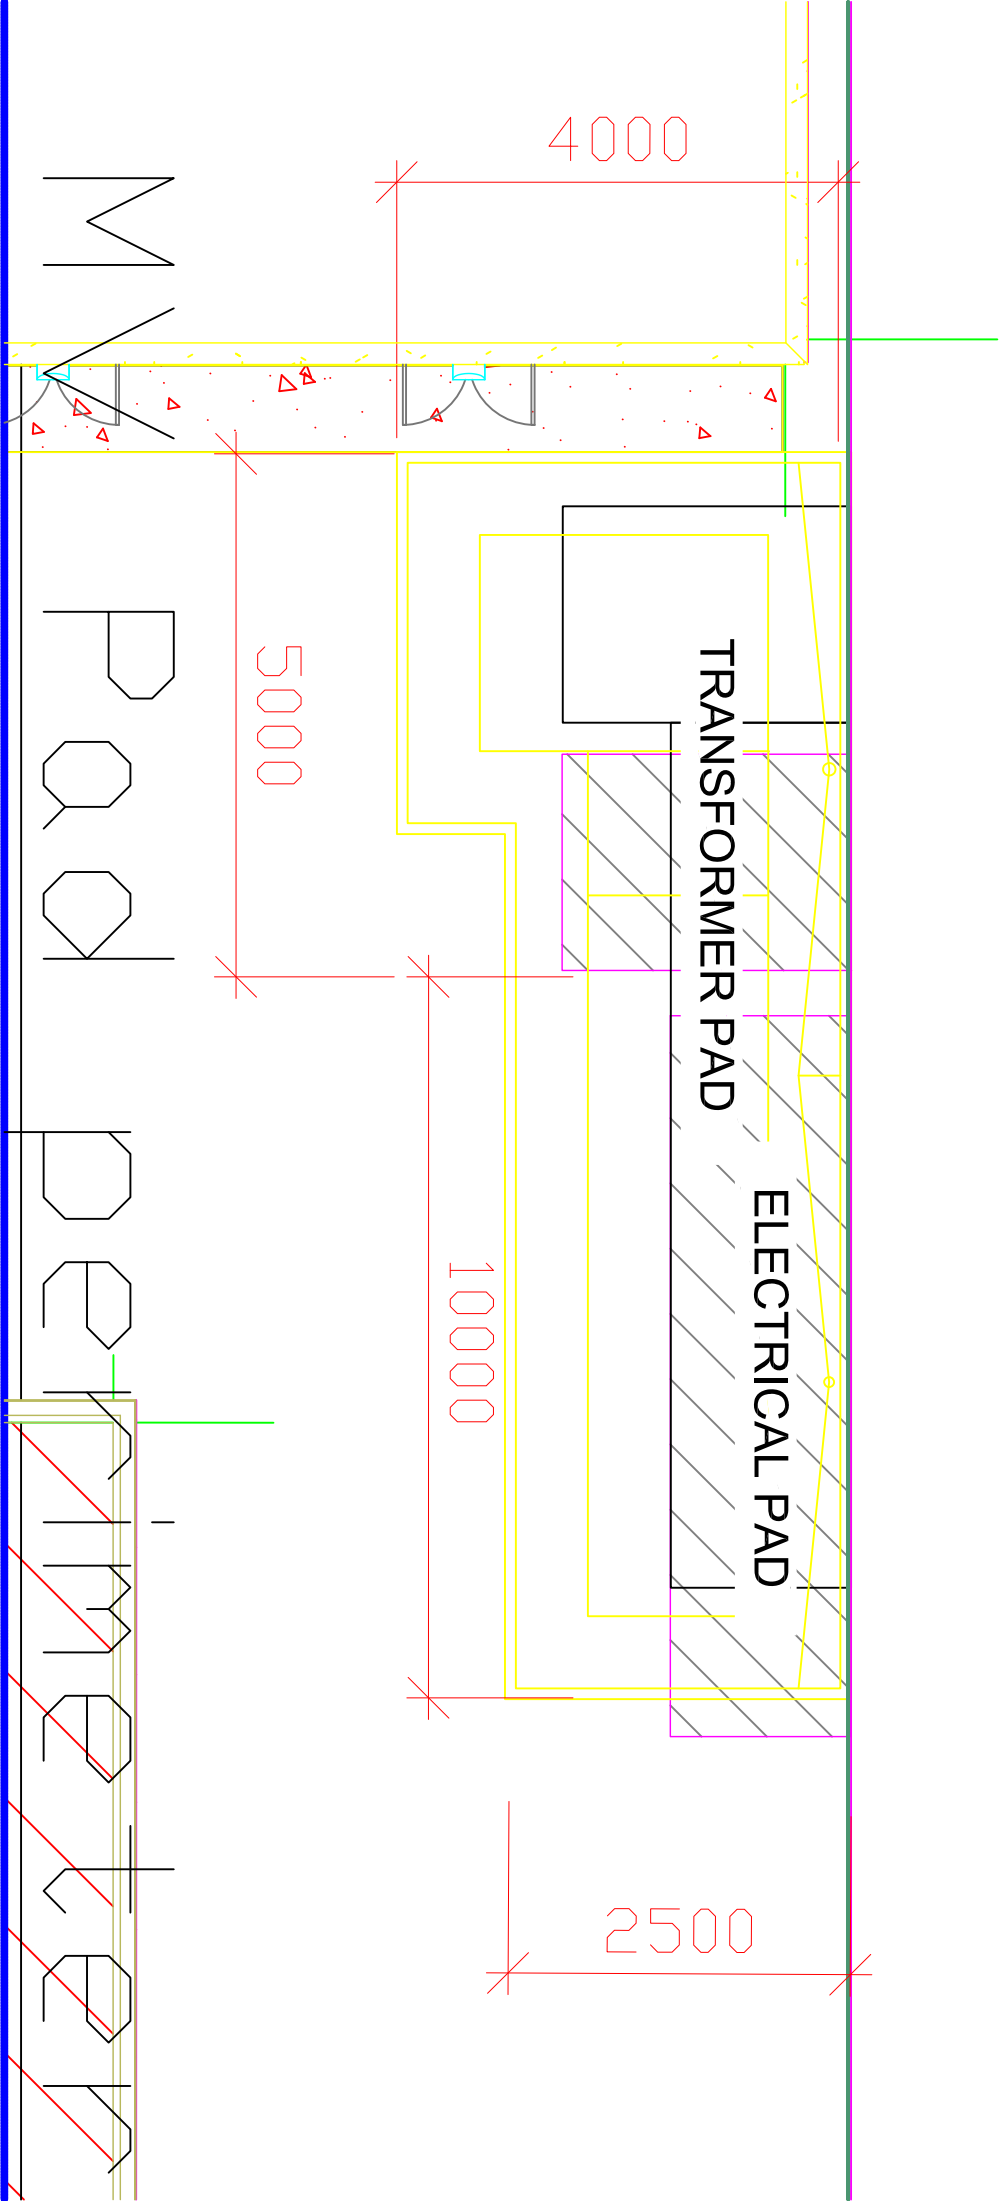 4000
MV Pad perimeter
5000
TRANSFORMER PAD
10000
ELECTRICAL PAD
2500